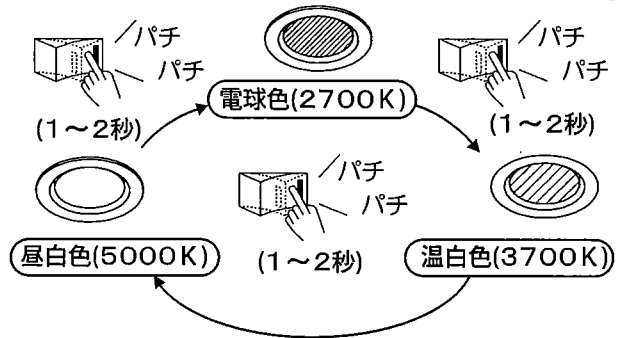 パチ
パチ
(1～2秒)
電球色(2700K)
パチ
パチ
(1～2秒)
昼白色(5000K)
パチ
パチ
(1～2秒)
温白色(3700K)